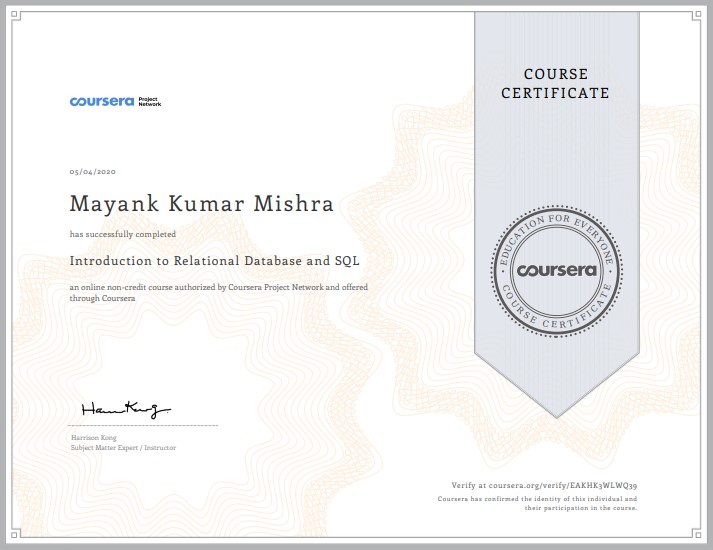 COURSE
CERTIFICATE
coursera Project Network
05/04/2020
Mayank Kumar Mishra
has successfully completed
Introduction to Relational Database and SQL
an online non-credit course authorized by Coursera Project Network and offered
through Coursera
EDUCATION FOR EVERYONE
coursera
COURSE CERTIFICATE
Harrison Kong
Subject Matter Expert / Instructor
Verify at coursera.org/verify/EAKHK3WLWQ39
Coursera has confirmed the identity of this individual and
their participation in the course.